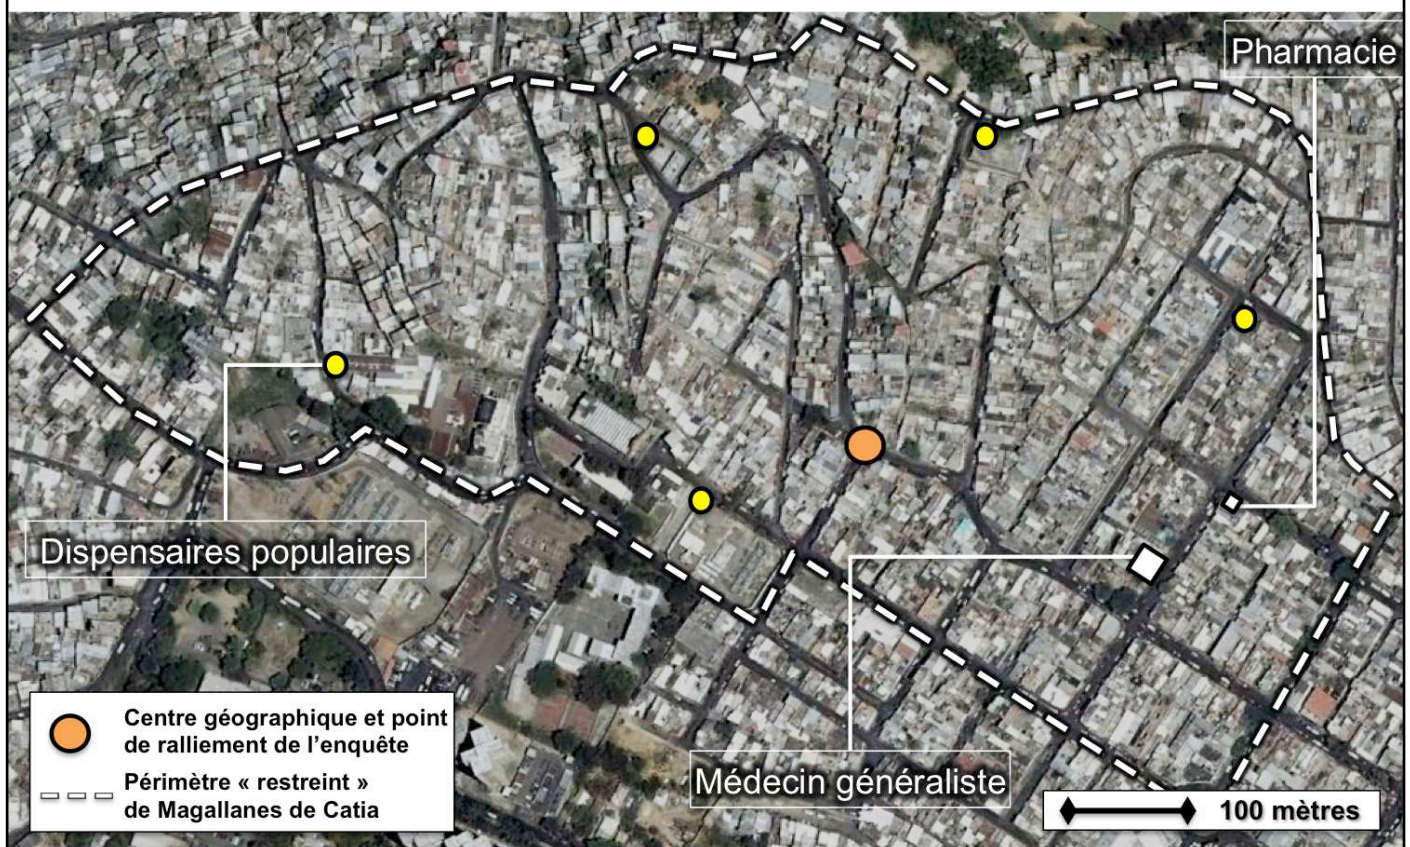 Pharmacie
Dispensaires populaires
Médecin généraliste
Centre géographique et point
de ralliement de l’enquête
Périmètre « restreint »
de Magallanes de Catia
100 mètres